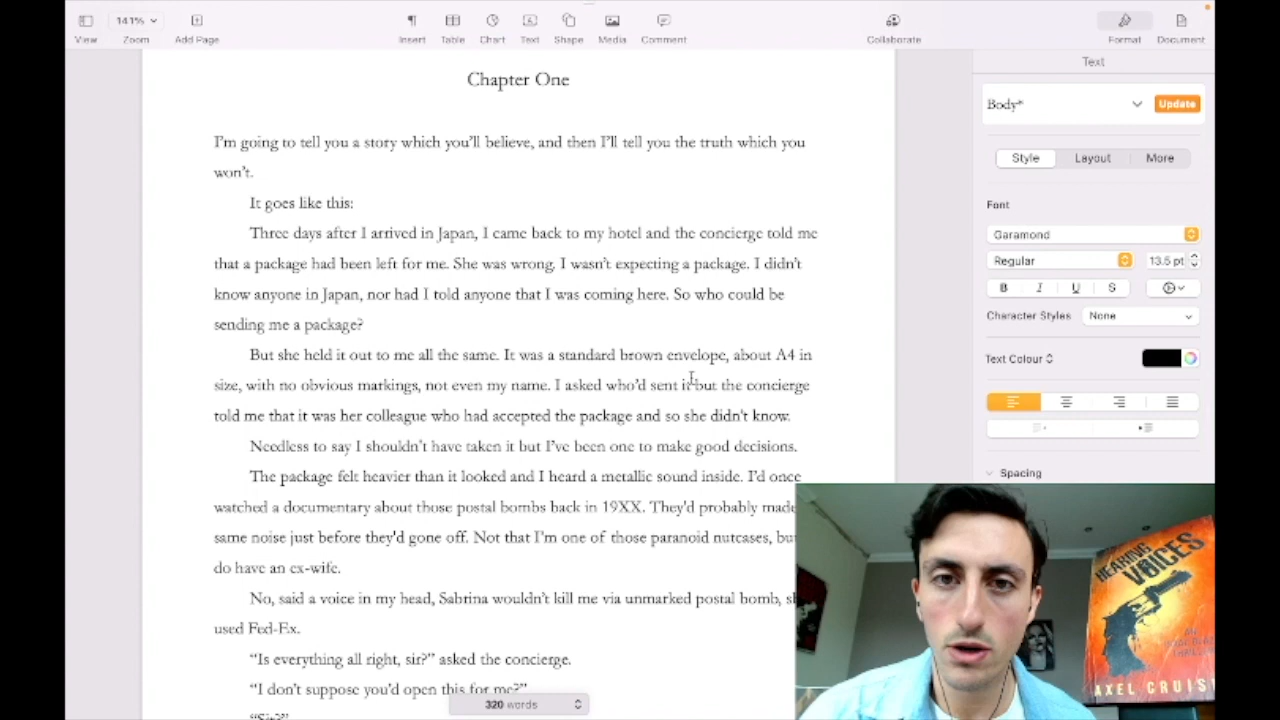 141%
View
Zoom
Add Page
Insert
Table
Chart
Text
Shape
Media
Comment
Collaborate
Format
Document
Chapter One
I'm going to tell you a story which you'll believe, and then I'll tell you the truth which you
won't.
It goes like this:
Three days after I arrived in Japan, I came back to my hotel and the concierge told me
that a package had been left for me. She was wrong. I wasn't expecting a package. I didn't
know anyone in Japan, nor had I told anyone that I was coming here. So who could be
sending me a package?
But she held it out to me all the same. It was a standard brown envelope, about A4 in
size, with no obvious markings, not even my name. I asked who'd sent it but the concierge
told me that it was her colleague who had accepted the package and so she didn't know.
Needless to say I shouldn't have taken it but I've been one to make good decisions.
The package felt heavier than it looked and I heard a metallic sound inside. I'd once
watched a documentary about those postal bombs back in 19XX. They'd probably made
same noise just before they'd gone off. Not that I'm one of those paranoid nutcases, bu
do have an ex-wife.
No, said a voice in my head, Sabrina wouldn't kill me via unmarked postal bomb, s
used Fed-Ex.
"Is everything all right, sir?" asked the concierge.
"I don't suppose you'd open this for me?"
"Sir?"
320 words
Text
Body*
Update
Style
Layout
More
Font
Garamond
Regular
13.5 pt
B I U S
Character Styles
None
Text Colour
Spacing
HEARING
VOICES
AXEL CRUISE